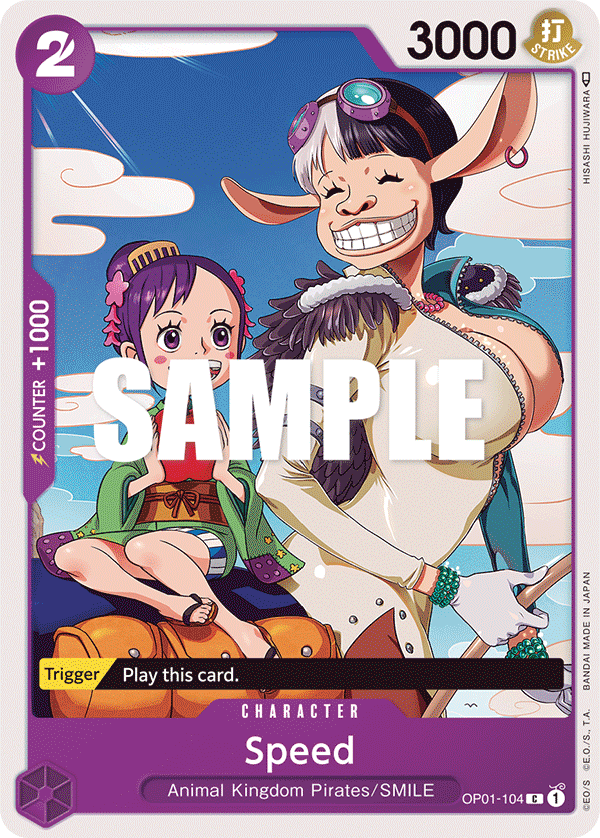 2
3000
打
STRIKE
HISASHI HUJIWARA
COUNTER +1000
SAMPLE
Trigger Play this card.
CHARACTER
Speed
Animal Kingdom Pirates/SMILE
OP01-104 C 1
©E.O/S ©E.O./S., T.A. BANDAI MADE IN JAPAN